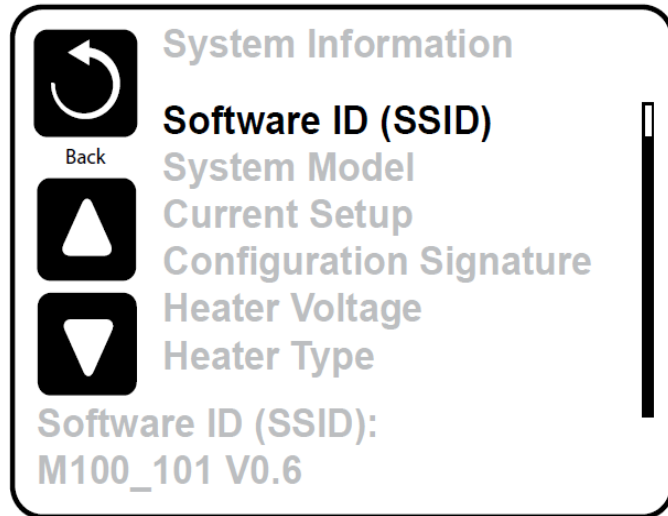 System Information
Software ID (SSID)
Back
System Model
Current Setup
Configuration Signature
Heater Voltage
Heater Type
Software ID (SSID):
M100_101 V0.6